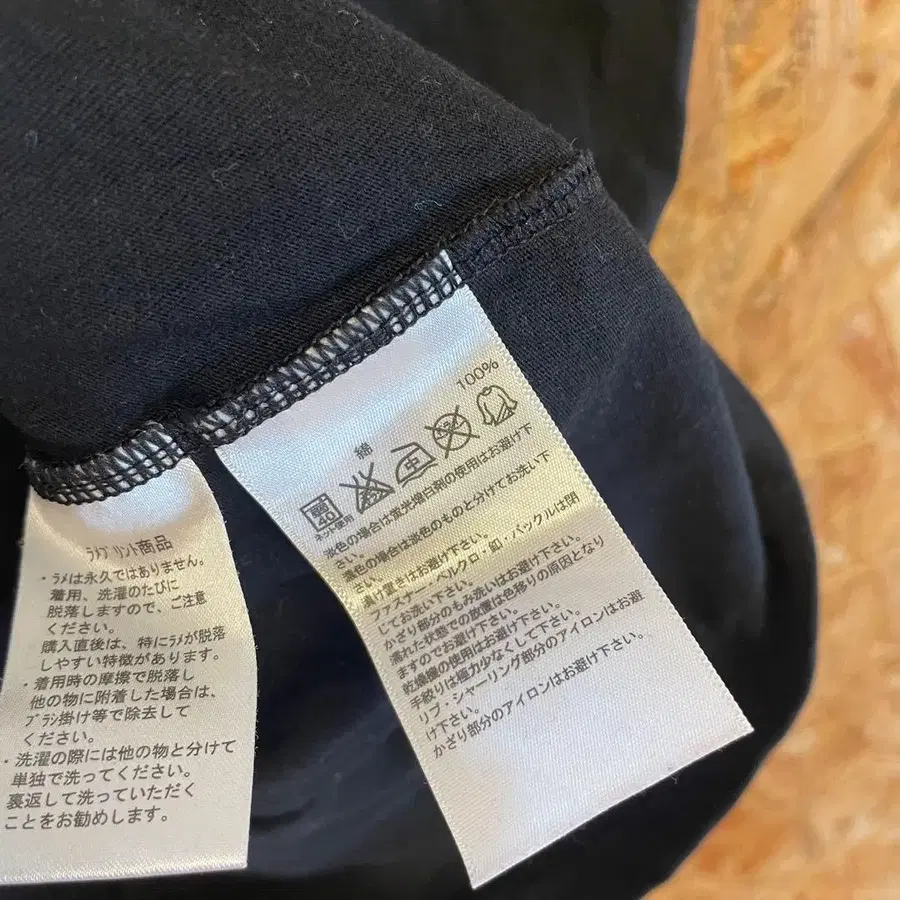 ラメプリント商品
・ラメは永久ではありません。
着用、洗濯のたびに
脱落しますので、ご注意
ください。
購入直後は、特にラメが脱落
しやすい特徴があります。
・着用時の摩擦で脱落し
他の物に附着した場合は、
ブラシ掛け等で除去して
ください。
・洗濯の際には他の物と分けて
単独で洗ってください。
裏返して洗っていただく
ことをお勧めします。
綿 100%
40 中
ネット使用
淡色の場合は蛍光増白剤の使用はお避け下
さい。
濃色の場合は淡色のものと分けてお洗い下
さい。
漬け置きはお避け下さい。
ファスナー・ベルクロ・釦・バックルは閉
じてお洗い下さい。
かざり部分のもみ洗いはお避け下さい。
濡れた状態での放置は色移りの原因となり
ますのでお避け下さい。
乾燥機の使用はお避け下さい。
手絞りは極力少なくして下さい。
リブ・シャーリング部分のアイロンはお避
け下さい。
かざり部分のアイロンはお避け下さい。